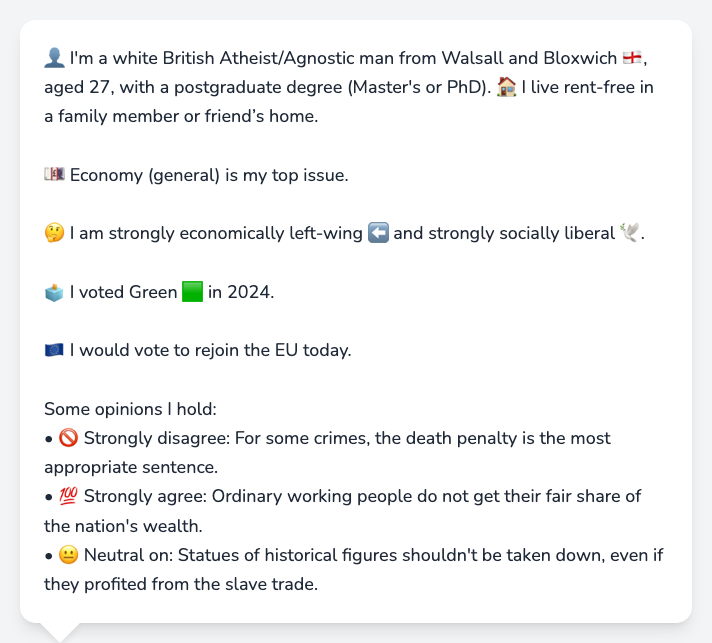 👤 I'm a white British Atheist/Agnostic man from Walsall and Bloxwich 🏴󠁧󠁢󠁥󠁮󠁧󠁿,
aged 27, with a postgraduate degree (Master's or PhD). 🏠 I live rent-free in
a family member or friend’s home.
💷 Economy (general) is my top issue.
🤔 I am strongly economically left-wing ⬅️ and strongly socially liberal 🕊️.
🗳️ I voted Green 🟩 in 2024.
🇪🇺 I would vote to rejoin the EU today.
Some opinions I hold:
• 🚫 Strongly disagree: For some crimes, the death penalty is the most
appropriate sentence.
• 💯 Strongly agree: Ordinary working people do not get their fair share of
the nation's wealth.
• 😐 Neutral on: Statues of historical figures shouldn't be taken down, even if
they profited from the slave trade.